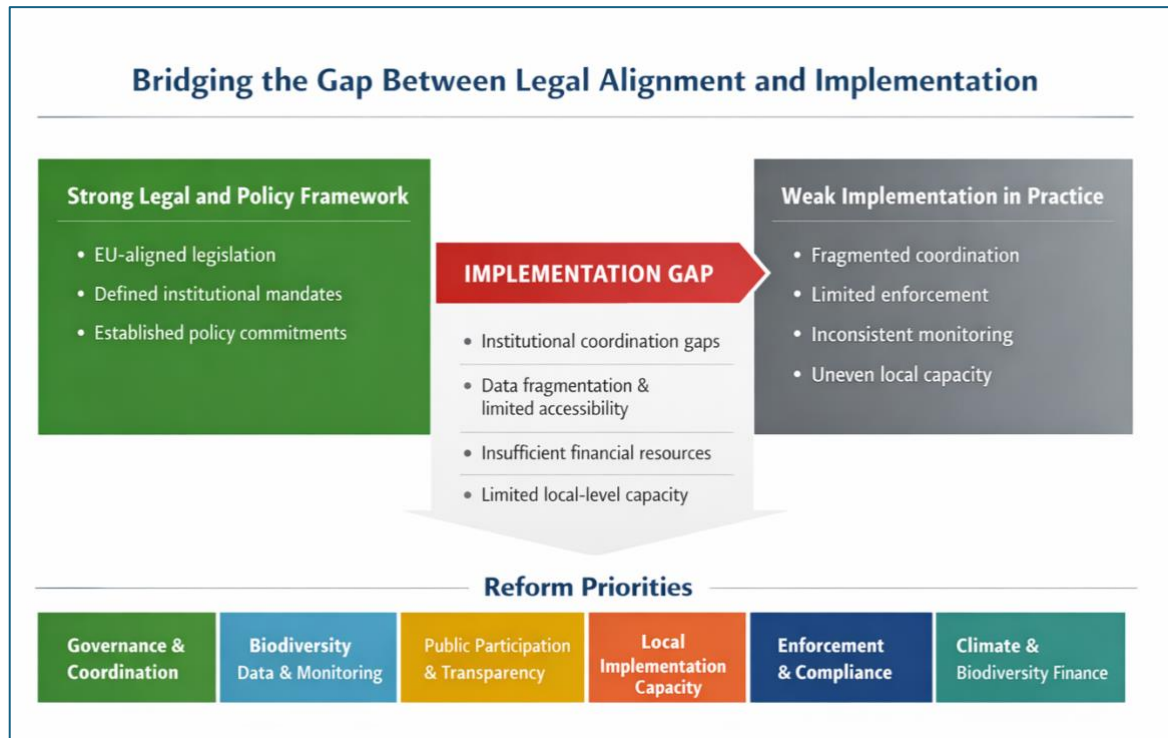 Bridging the Gap Between Legal Alignment and Implementation
Strong Legal and Policy Framework
• EU-aligned legislation
• Defined institutional mandates
• Established policy commitments
IMPLEMENTATION GAP
• Institutional coordination gaps
• Data fragmentation &
limited accessibility
• Insufficient financial resources
• Limited local-level capacity
Weak Implementation in Practice
• Fragmented coordination
• Limited enforcement
• Inconsistent monitoring
• Uneven local capacity
Reform Priorities
Governance &
Coordination
Biodiversity
Data & Monitoring
Public Participation
& Transparency
Local
Implementation
Capacity
Enforcement
& Compliance
Climate &
Biodiversity Finance